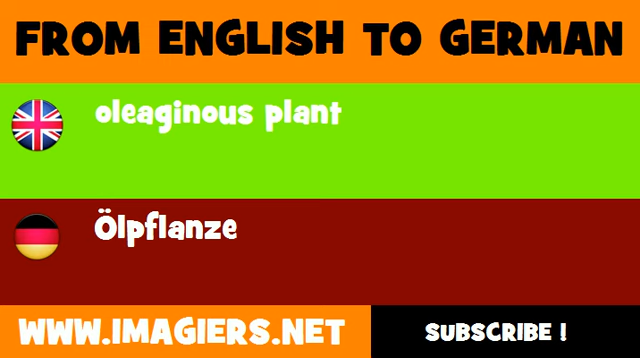 FROM ENGLISH TO GERMAN
oleaginous plant
Ölpflanze
WWW.IMAGIERS.NET
SUBSCRIBE !